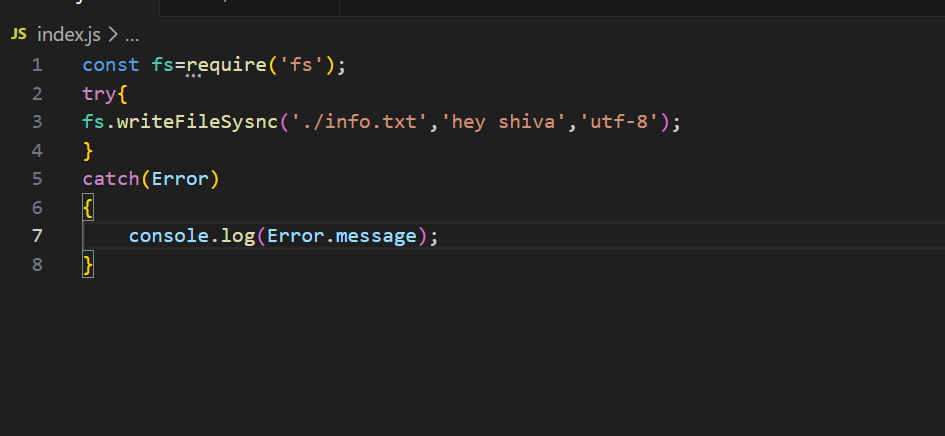 JS index.js > ...
1 const fs=require('fs');
2 try{
3 fs.writeFileSysnc('./info.txt','hey shiva','utf-8');
4 }
5 catch(Error)
6 {
7     console.log(Error.message);
8 }